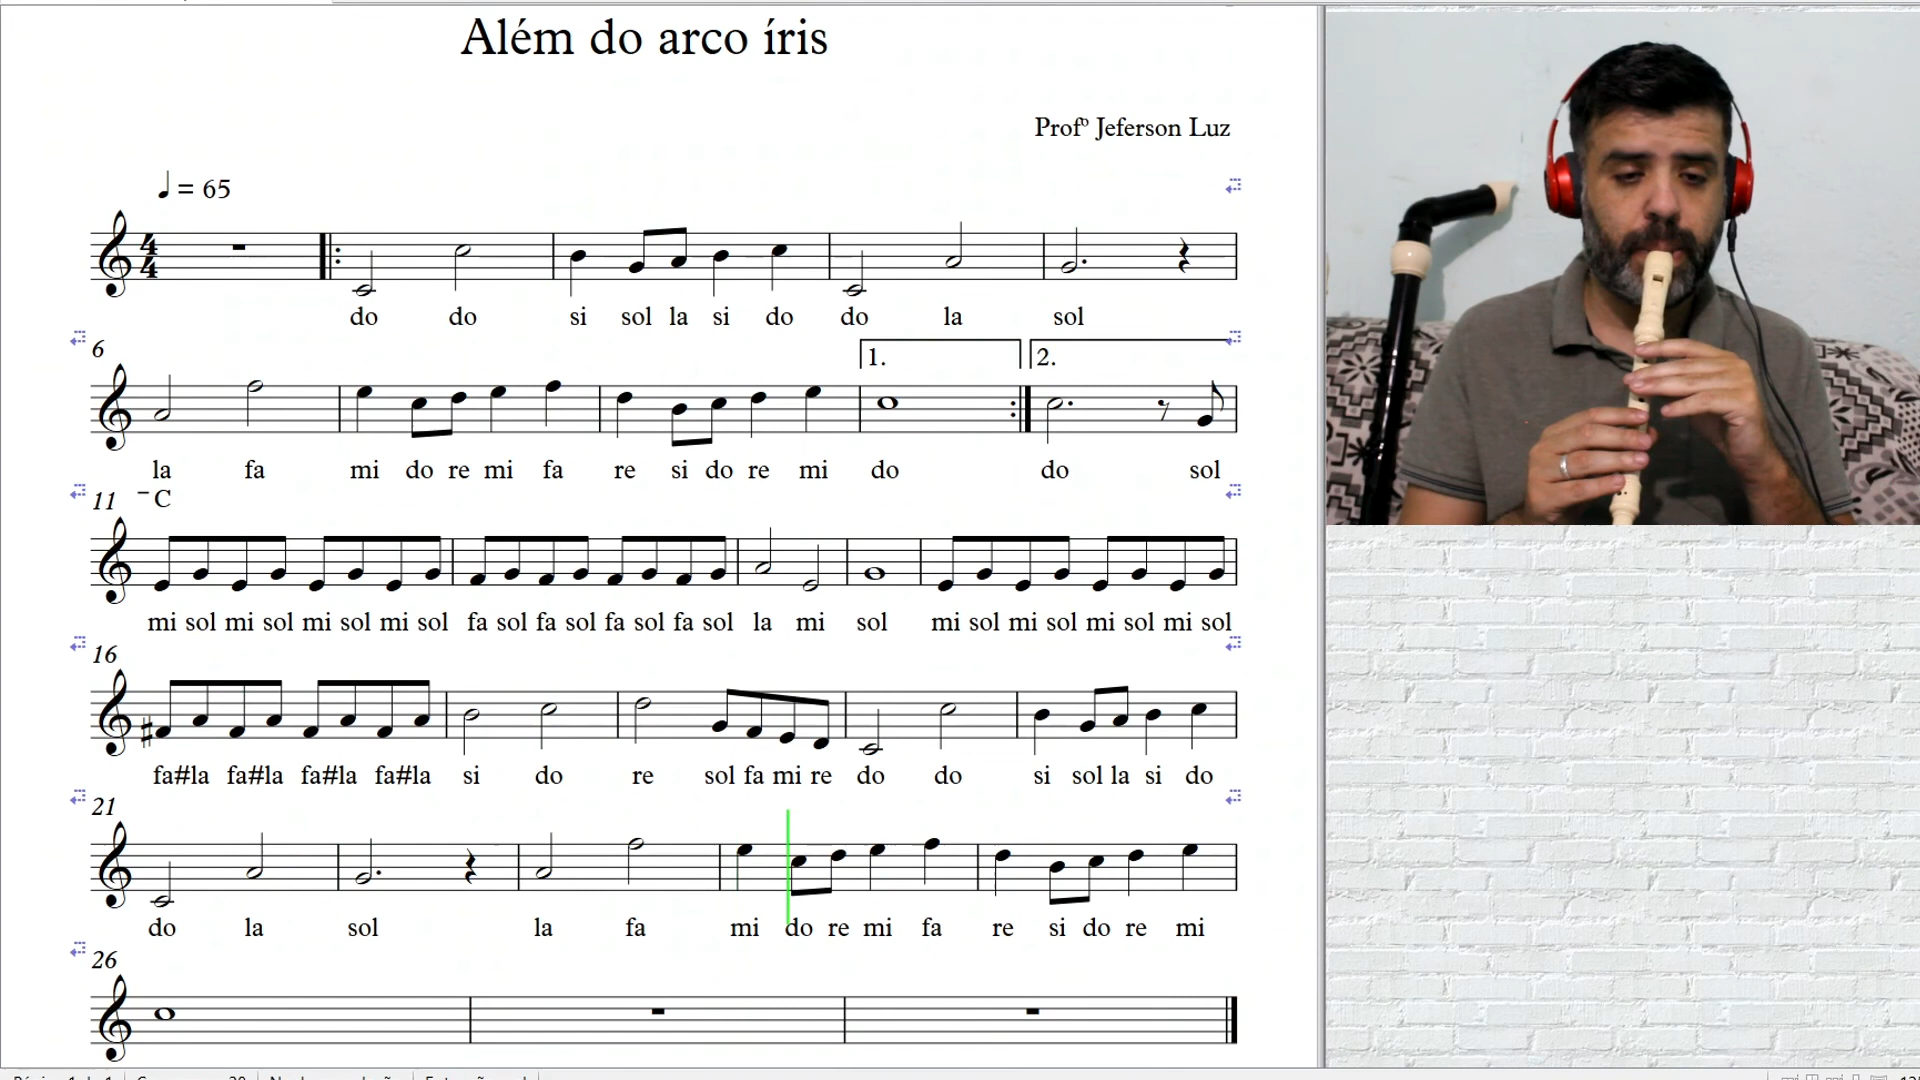 Além do arco íris
Profº Jeferson Luz
= 65
4
4
do do si sol la si do do la sol
6
1.
2.
la fa mi do re mi fa re si do re mi do do sol
11
C
mi sol mi sol mi sol mi sol fa sol fa sol fa sol fa sol la mi sol mi sol mi sol mi sol mi sol
16
fa#la fa#la fa#la fa#la si do re sol fa mi re do do si sol la si do
21
do la sol la fa mi do re mi fa re si do re mi
26